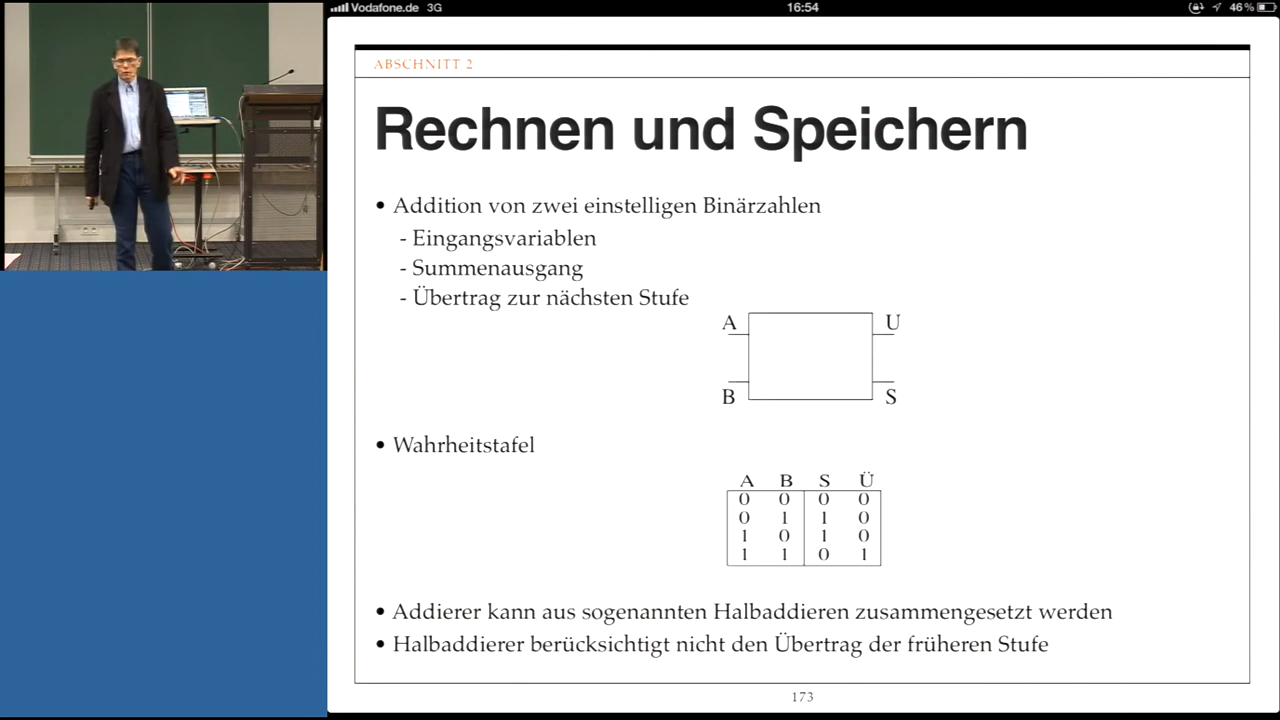 Vodafone.de 3G 16:54 46%
ABSCHNITT 2
Rechnen und Speichern
• Addition von zwei einstelligen Binärzahlen
- Eingangsvariablen
- Summenausgang
- Übertrag zur nächsten Stufe
A U
B S
• Wahrheitstafel
A B S Ü
0 0 0 0
0 1 1 0
1 0 1 0
1 1 0 1
• Addierer kann aus sogenannten Halbaddieren zusammengesetzt werden
• Halbaddierer berücksichtigt nicht den Übertrag der früheren Stufe
173